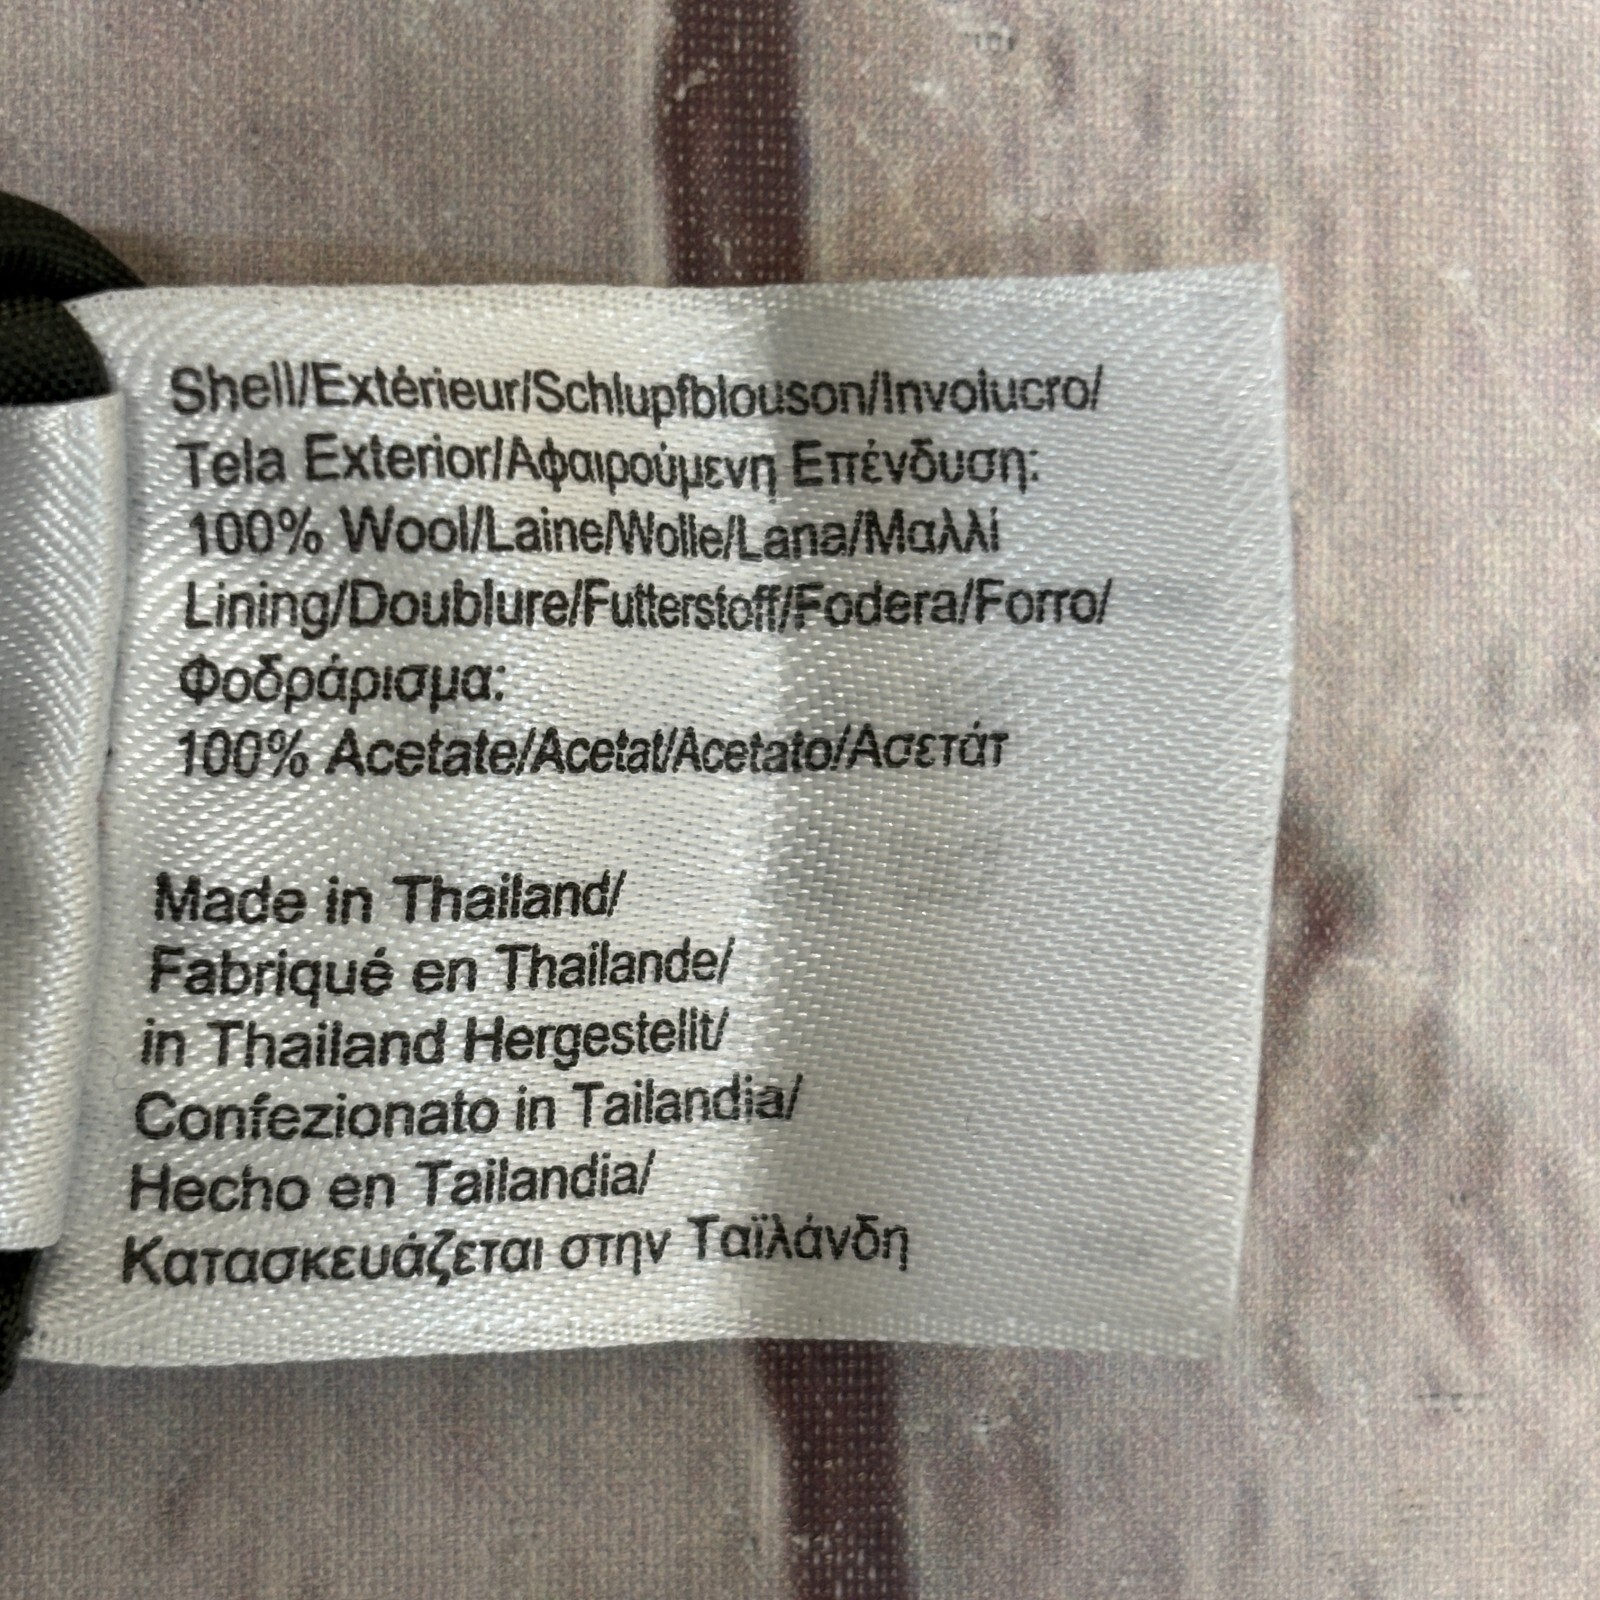 Shell/Extérieur/Schlupfblouson/Involucro/
Tela Exterior/Αφαιρούμενη Επένδυση:
100% Wool/Laine/Wolle/Lana/Μαλλί
Lining/Doublure/Futterstoff/Fodera/Forro/
Φοδράρισμα:
100% Acetate/Acetat/Acetato/Ασετάτ
Made in Thailand/
Fabriqué en Thailande/
in Thailand Hergestellt/
Confezionato in Tailandia/
Hecho en Tailandia/
Κατασκευάζεται στην Ταϊλάνδη